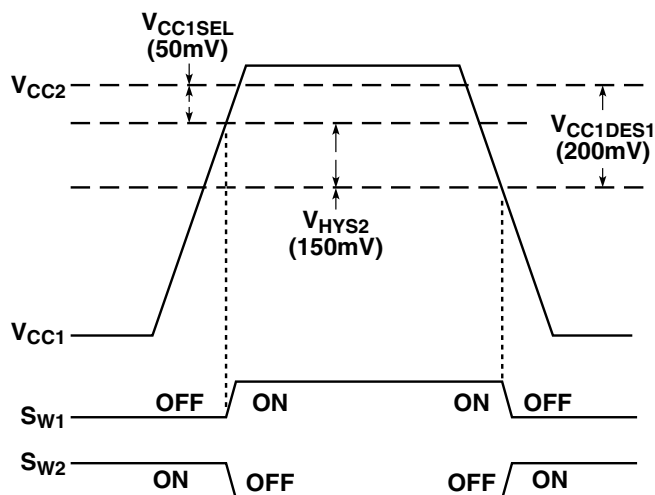 VCC1SEL
(50mV)
VCC2
VCC1DES1
(200mV)
VHYS2
(150mV)
VCC1
OFF ON ON OFF
SW1
SW2
ON OFF OFF ON